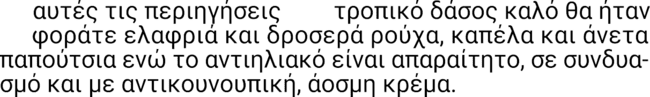 αυτές τις περιηγήσεις τροπικό δάσος καλό θα ήταν
φοράτε ελαφριά και δροσερά ρούχα, καπέλα και άνετα
παπούτσια ενώ το αντιηλιακό είναι απαραίτητο, σε συνδυα-
σμό και με αντικουνουπική, άοσμη κρέμα.